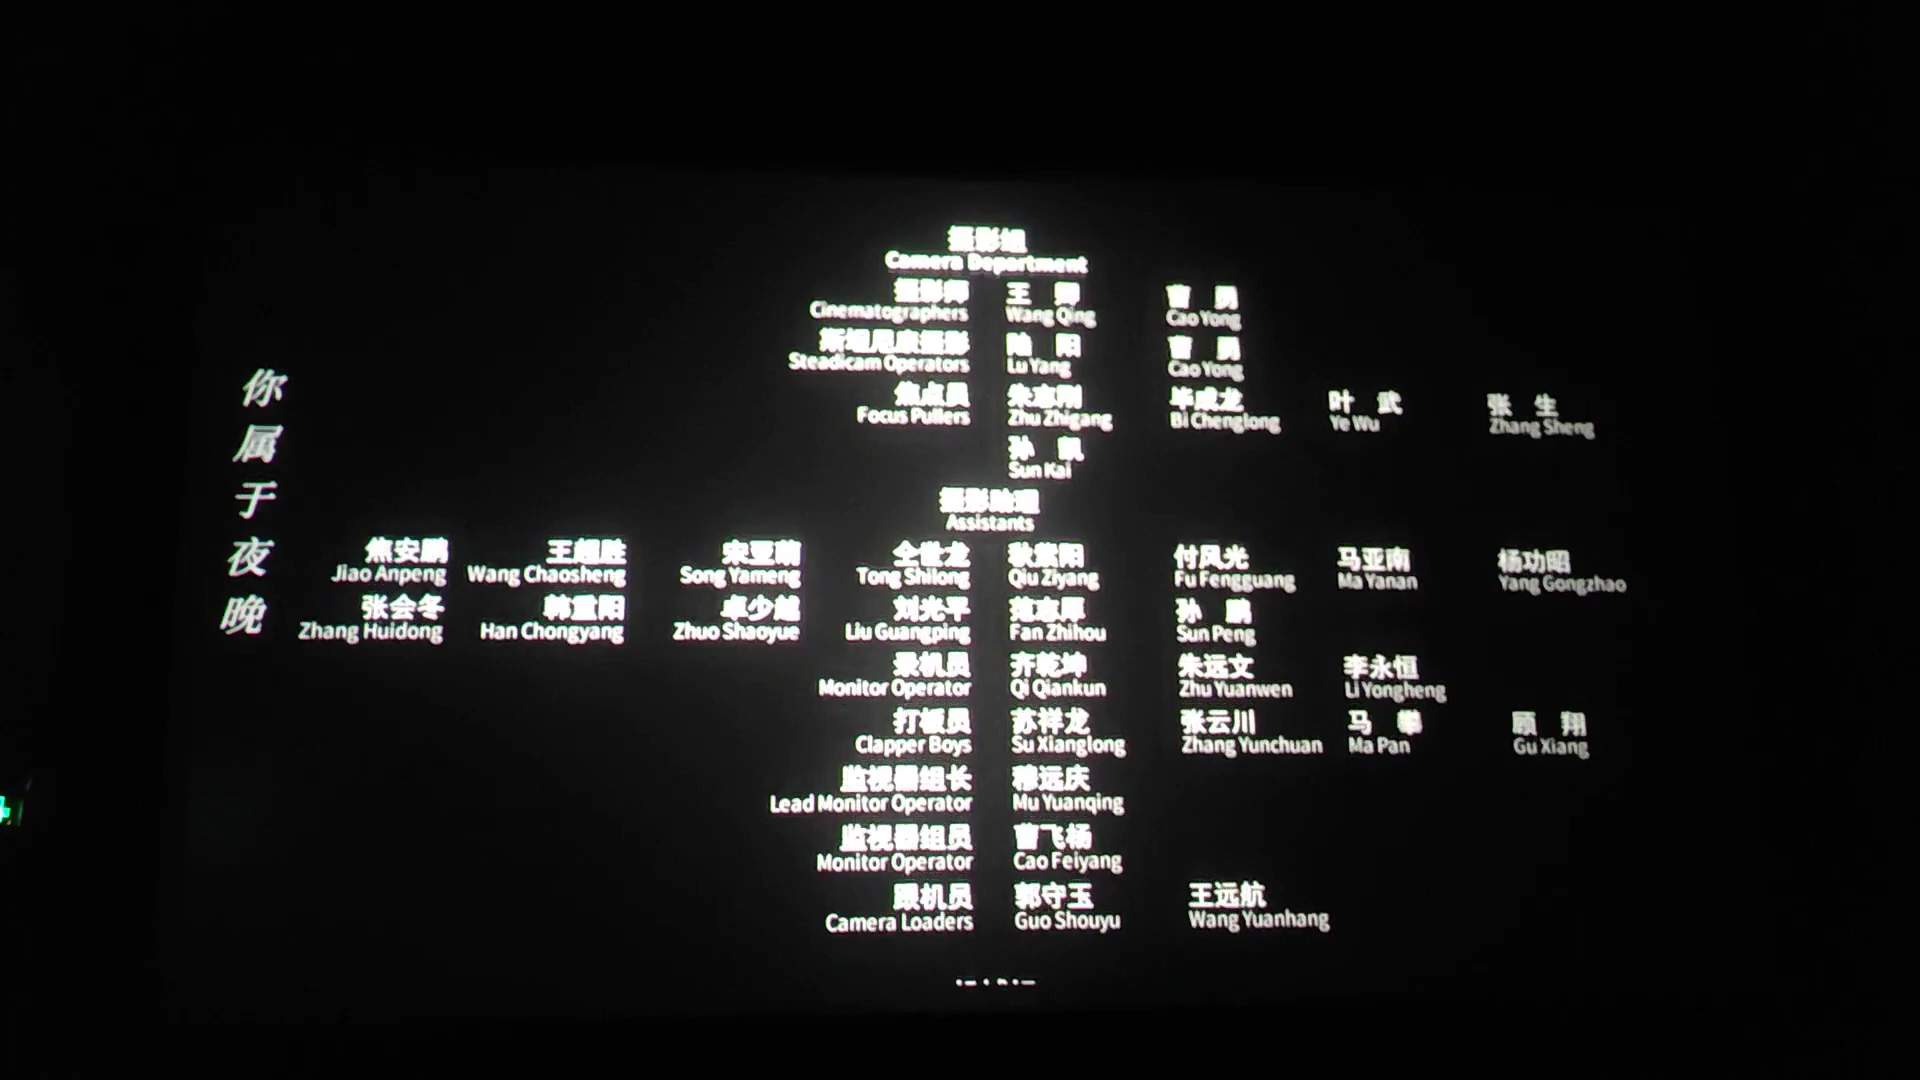 你属于夜晚
摄影组
Camera Department
摄影师 王 卿 曹 勇
Cinematographers Wang Qing Cao Yong
斯坦尼康摄影 陆 阳 曹 勇
Steadicam Operators Lu Yang Cao Yong
焦点员 朱志刚 毕成龙 叶 武 张 生
Focus Pullers Zhu Zhigang Bi Chenglong Ye Wu Zhang Sheng
孙 凯
Sun Kai
摄影助理
Assistants
焦安鹏 王超胜 宋亚萌 仝世龙 秋紫阳 付风光 马亚南 杨功昭
Jiao Anpeng Wang Chaosheng Song Yameng Tong Shilong Qiu Ziyang Fu Fengguang Ma Yanan Yang Gongzhao
张会冬 韩重阳 卓少越 刘光平 范志厚 孙 鹏
Zhang Huidong Han Chongyang Zhuo Shaoyue Liu Guangping Fan Zhihou Sun Peng
录机员 齐乾坤 朱远文 李永恒
Monitor Operator Qi Qiankun Zhu Yuanwen Li Yongheng
打板员 苏祥龙 张云川 马 攀 顾 翔
Clapper Boys Su Xianglong Zhang Yunchuan Ma Pan Gu Xiang
监视器组长 穆远庆
Lead Monitor Operator Mu Yuanqing
监视器组员 曹飞杨
Monitor Operator Cao Feiyang
跟机员 郭守玉 王远航
Camera Loaders Guo Shouyu Wang Yuanhang